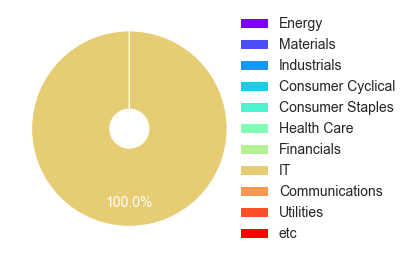 Energy
Materials
Industrials
Consumer Cyclical
Consumer Staples
Health Care
Financials
IT
Communications
Utilities
etc
100.0%